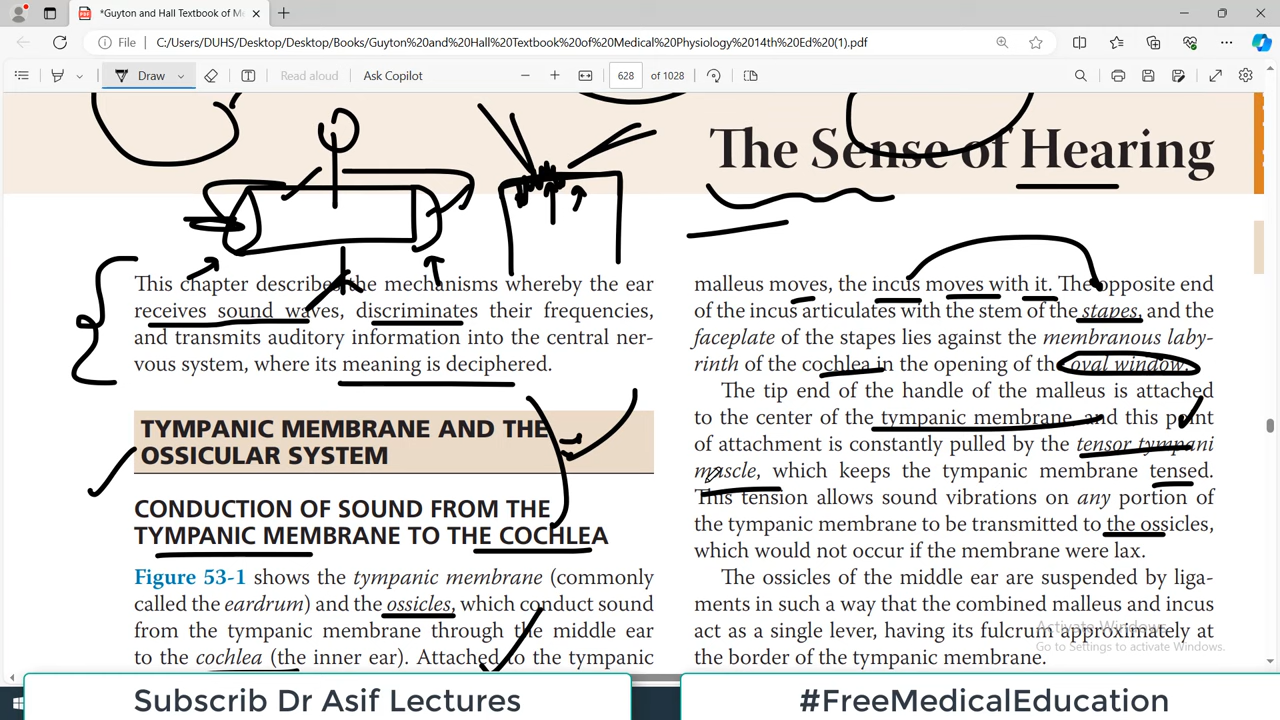 *Guyton and Hall Textbook of Me
File
C:/Users/DUHS/Desktop/Desktop/Books/Guyton%20and%20Hall%20Textbook%20of%20Medical%20Physiology%2014th%20Ed%20(1).pdf
Draw
Read aloud
Ask Copilot
628 of 1028
The Sense of Hearing
This chapter describes the mechanisms whereby the ear
receives sound waves, discriminates their frequencies,
and transmits auditory information into the central ner-
vous system, where its meaning is deciphered.
TYMPANIC MEMBRANE AND THE
OSSICULAR SYSTEM
CONDUCTION OF SOUND FROM THE
TYMPANIC MEMBRANE TO THE COCHLEA
Figure 53-1 shows the tympanic membrane (commonly
called the eardrum) and the ossicles, which conduct sound
from the tympanic membrane through the middle ear
to the cochlea (the inner ear). Attached to the tympanic
malleus moves, the incus moves with it. The opposite end
of the incus articulates with the stem of the stapes, and the
faceplate of the stapes lies against the membranous laby-
rinth of the cochlea in the opening of the oval window.
The tip end of the handle of the malleus is attached
to the center of the tympanic membrane and this point
of attachment is constantly pulled by the tensor tympani
muscle, which keeps the tympanic membrane tensed.
This tension allows sound vibrations on any portion of
the tympanic membrane to be transmitted to the ossicles,
which would not occur if the membrane were lax.
The ossicles of the middle ear are suspended by liga-
ments in such a way that the combined malleus and incus
act as a single lever, having its fulcrum approximately at
the border of the tympanic membrane.
Activate Windows
Go to Settings to activate Windows.
Subscrib Dr Asif Lectures
#FreeMedicalEducation